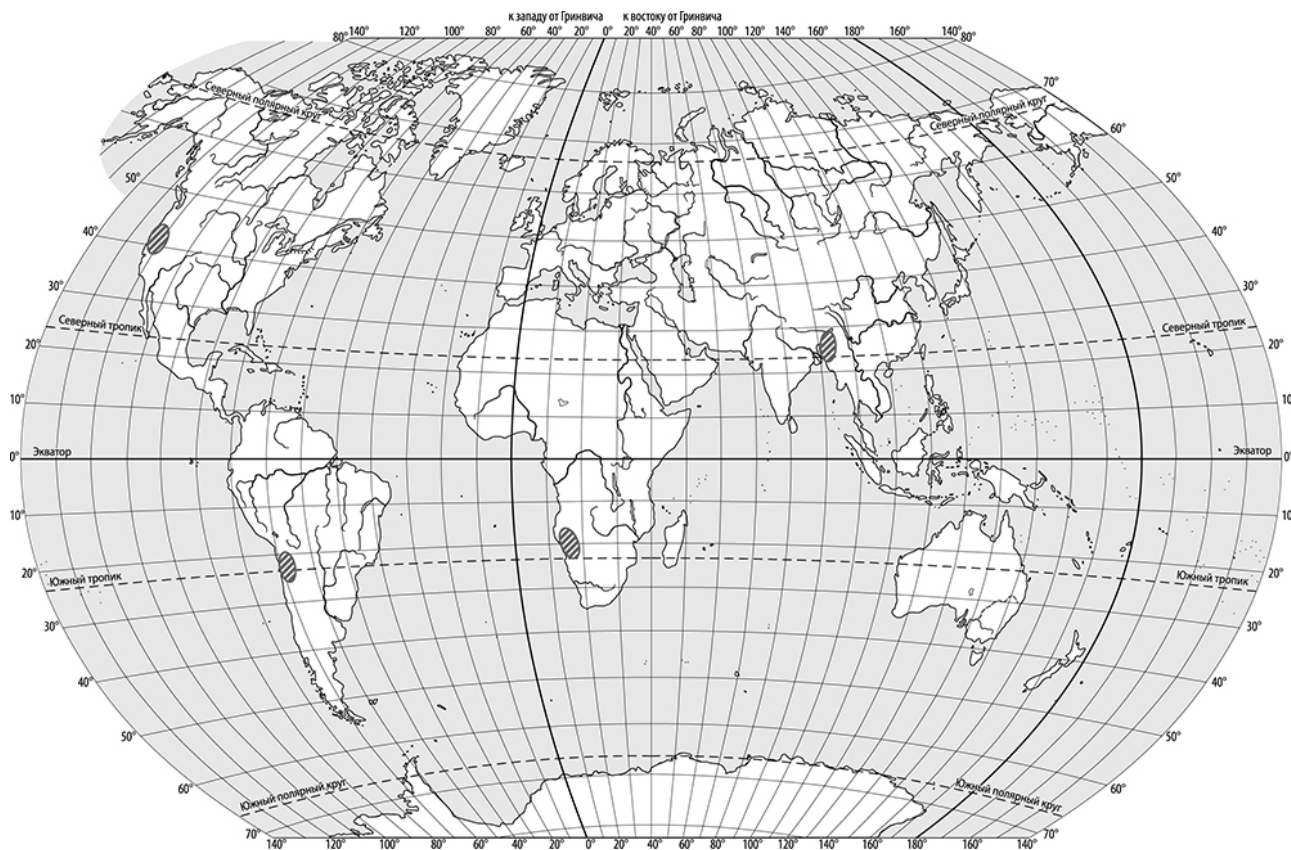 к западу от Гринвича к востоку от Гринвича
140° 120° 100° 80° 60° 40° 20° 0° 20° 40° 60° 80° 100° 120° 140° 160° 180° 160° 140°
80° 80°
70°
Северный полярный круг Северный полярный круг
60°
50° 50°
40° 40°
30° 30°
Северный тропик Северный тропик
20° 20°
10° 10°
Экватор Экватор
0° 0°
10° 10°
20° Южный тропик Южный тропик 20°
30° 30°
40° 40°
50° 50°
60° Южный полярный круг Южный полярный круг 60°
70° 70°
140° 120° 100° 80° 60° 40° 20° 0° 20° 40° 60° 80° 100° 120° 140° 160° 180° 160° 140°